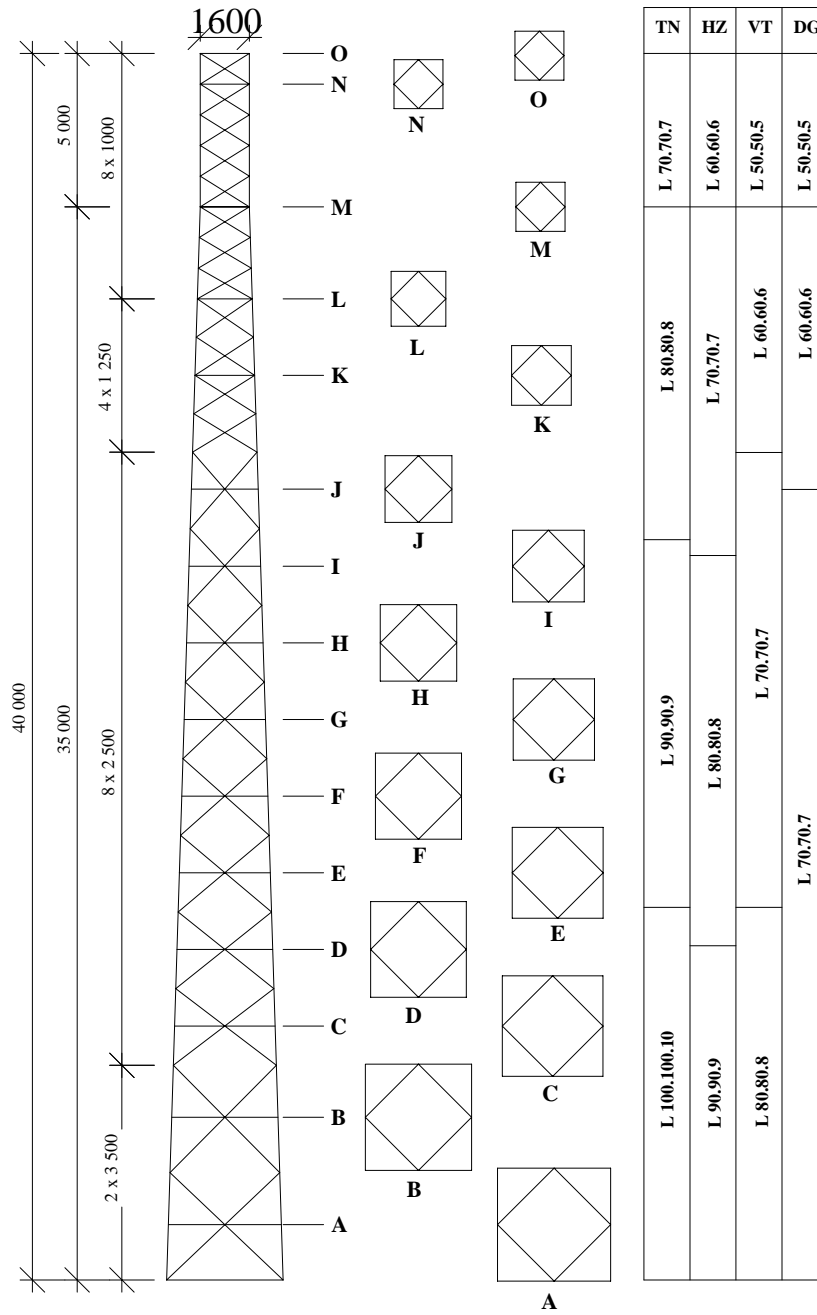 1600
TN HZ VT DG
O
N
O
N
5 000
8 x 1000
L 70.70.7
L 60.60.6
L 50.50.5
L 50.50.5
M
M
L
L
4 x 1 250
K
K
L 80.80.8
L 70.70.7
L 60.60.6
L 60.60.6
J
J
I
I
H
H
40 000
35 000
8 x 2 500
G
G
F
F
L 90.90.9
L 80.80.8
L 70.70.7
L 70.70.7
E
E
D
D
C
C
B
B
2 x 3 500
L 100.100.10
L 90.90.9
L 80.80.8
A
A